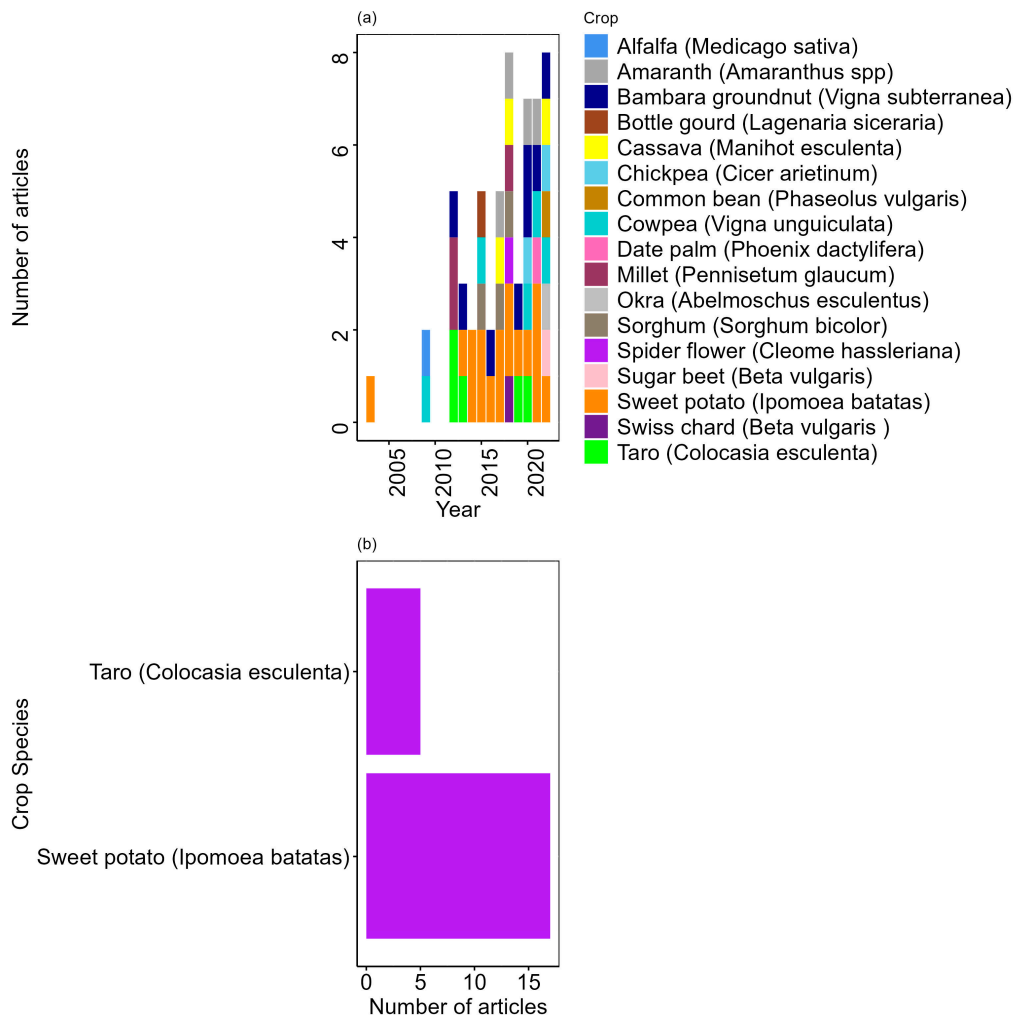 (a)
Number of articles
8
6
4
2
0
2005
2010
2015
2020
Year
Crop
Alfalfa (Medicago sativa)
Amaranth (Amaranthus spp)
Bambara groundnut (Vigna subterranea)
Bottle gourd (Lagenaria siceraria)
Cassava (Manihot esculenta)
Chickpea (Cicer arietinum)
Common bean (Phaseolus vulgaris)
Cowpea (Vigna unguiculata)
Date palm (Phoenix dactylifera)
Millet (Pennisetum glaucum)
Okra (Abelmoschus esculentus)
Sorghum (Sorghum bicolor)
Spider flower (Cleome hassleriana)
Sugar beet (Beta vulgaris)
Sweet potato (Ipomoea batatas)
Swiss chard (Beta vulgaris )
Taro (Colocasia esculenta)
(b)
Crop Species
Taro (Colocasia esculenta)
Sweet potato (Ipomoea batatas)
0 5 10 15
Number of articles